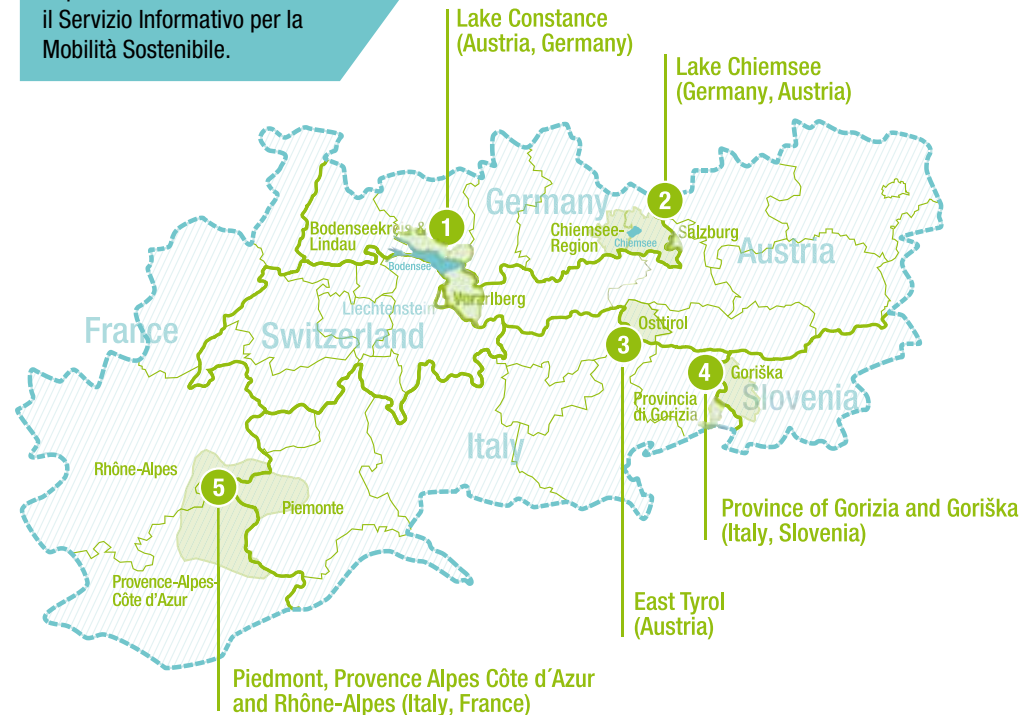 il Servizio Informativo per la
Mobilità Sostenibile.
Lake Constance
(Austria, Germany)
Lake Chiemsee
(Germany, Austria)
Germany
1
2
Bodenseekreis &
Lindau
Chiemsee-
Region
Chiemsee
Salzburg
Austria
Bodensee
Liechtenstein
Vorarlberg
France
Switzerland
Osttirol
3
4
Goriška
Provincia
di Gorizia
Slovenia
Italy
Rhône-Alpes
5
Piemonte
Province of Gorizia and Goriška
(Italy, Slovenia)
Provence-Alpes-
Côte d'Azur
East Tyrol
(Austria)
Piedmont, Provence Alpes Côte d´Azur
and Rhône-Alpes (Italy, France)